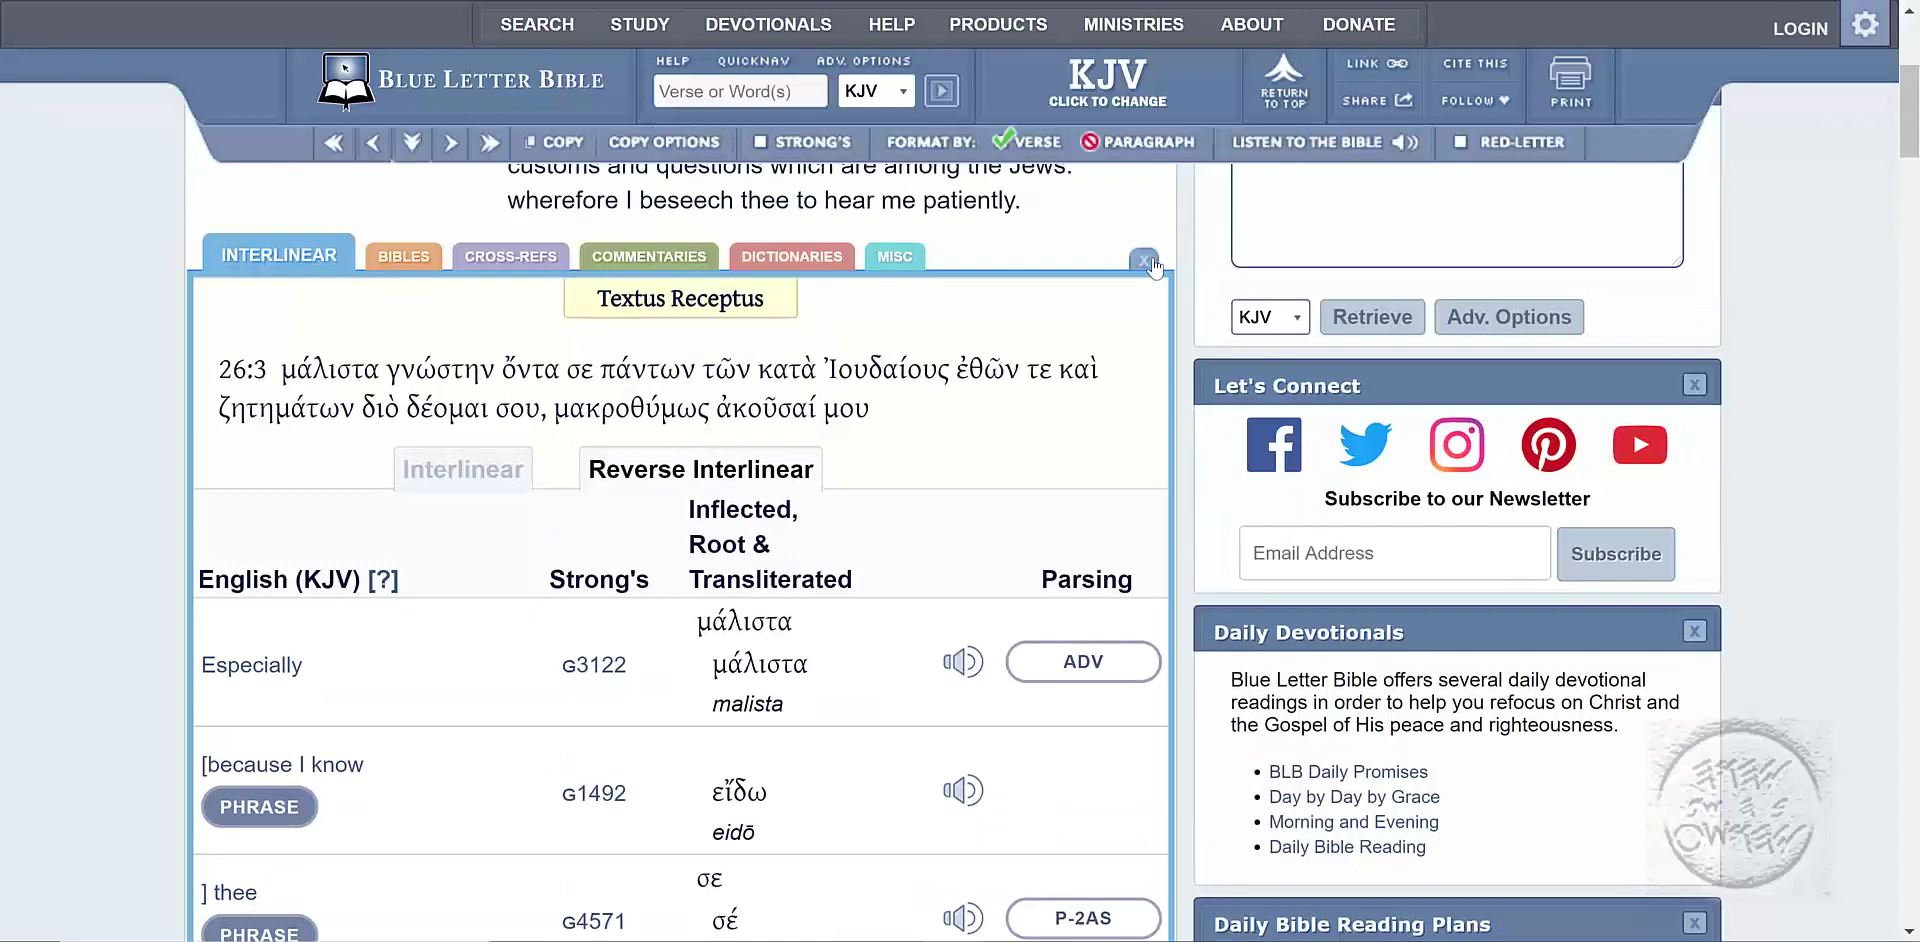 SEARCH STUDY DEVOTIONALS HELP PRODUCTS MINISTRIES ABOUT DONATE LOGIN
BLUE LETTER BIBLE
HELP QUICKNAV ADV. OPTIONS
Verse or Word(s) KJV
KJV
CLICK TO CHANGE
RETURN
TO TOP
LINK
SHARE
CITE THIS
FOLLOW
PRINT
COPY COPY OPTIONS STRONG'S FORMAT BY: VERSE PARAGRAPH LISTEN TO THE BIBLE RED-LETTER
customs and questions which are among the Jews:
wherefore I beseech thee to hear me patiently.
INTERLINEAR BIBLES CROSS-REFS COMMENTARIES DICTIONARIES MISC X
Textus Receptus
26:3 μάλιστα γνώστην ὄντα σε πάντων τῶν κατὰ Ἰουδαίους ἐθῶν τε καὶ
ζητημάτων διὸ δέομαι σου, μακροθύμως ἀκοῦσαί μου
Interlinear Reverse Interlinear
English (KJV) [?]
Strong's
Inflected,
Root &
Transliterated
Parsing
Especially
G3122
μάλιστα
μάλιστα
malista
ADV
[because I know
PHRASE
G1492
εἴδω
eidō
] thee
PHRASE
G4571
σε
σέ
P-2AS
KJV Retrieve Adv. Options
Let's Connect X
Subscribe to our Newsletter
Email Address Subscribe
Daily Devotionals X
Blue Letter Bible offers several daily devotional
readings in order to help you refocus on Christ and
the Gospel of His peace and righteousness.
• BLB Daily Promises
• Day by Day by Grace
• Morning and Evening
• Daily Bible Reading
Daily Bible Reading Plans X